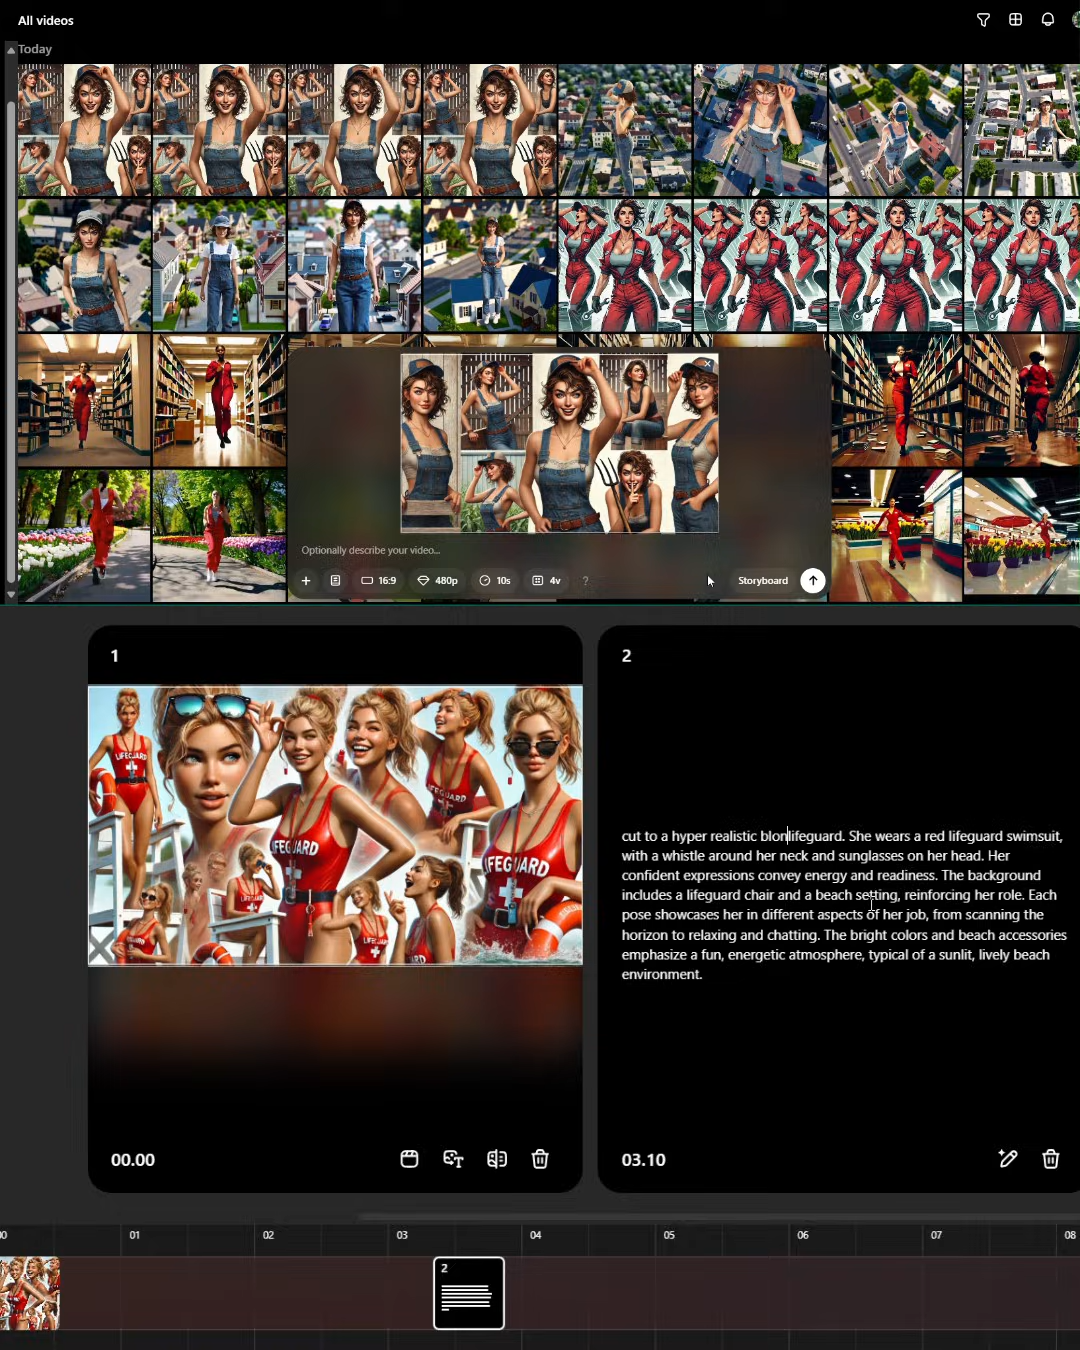 All videos
Today
Optionally describe your video...
16:9
480p
10s
4v
?
Storyboard
1
2
LIFEGUARD
LIFEGUARD
LIFEGUARD
cut to a hyper realistic blonlifeguard. She wears a red lifeguard swimsuit,
with a whistle around her neck and sunglasses on her head. Her
confident expressions convey energy and readiness. The background
includes a lifeguard chair and a beach setting, reinforcing her role. Each
pose showcases her in different aspects of her job, from scanning the
horizon to relaxing and chatting. The bright colors and beach accessories
emphasize a fun, energetic atmosphere, typical of a sunlit, lively beach
environment.
00.00
03.10
01
02
03
04
05
06
07
08
2